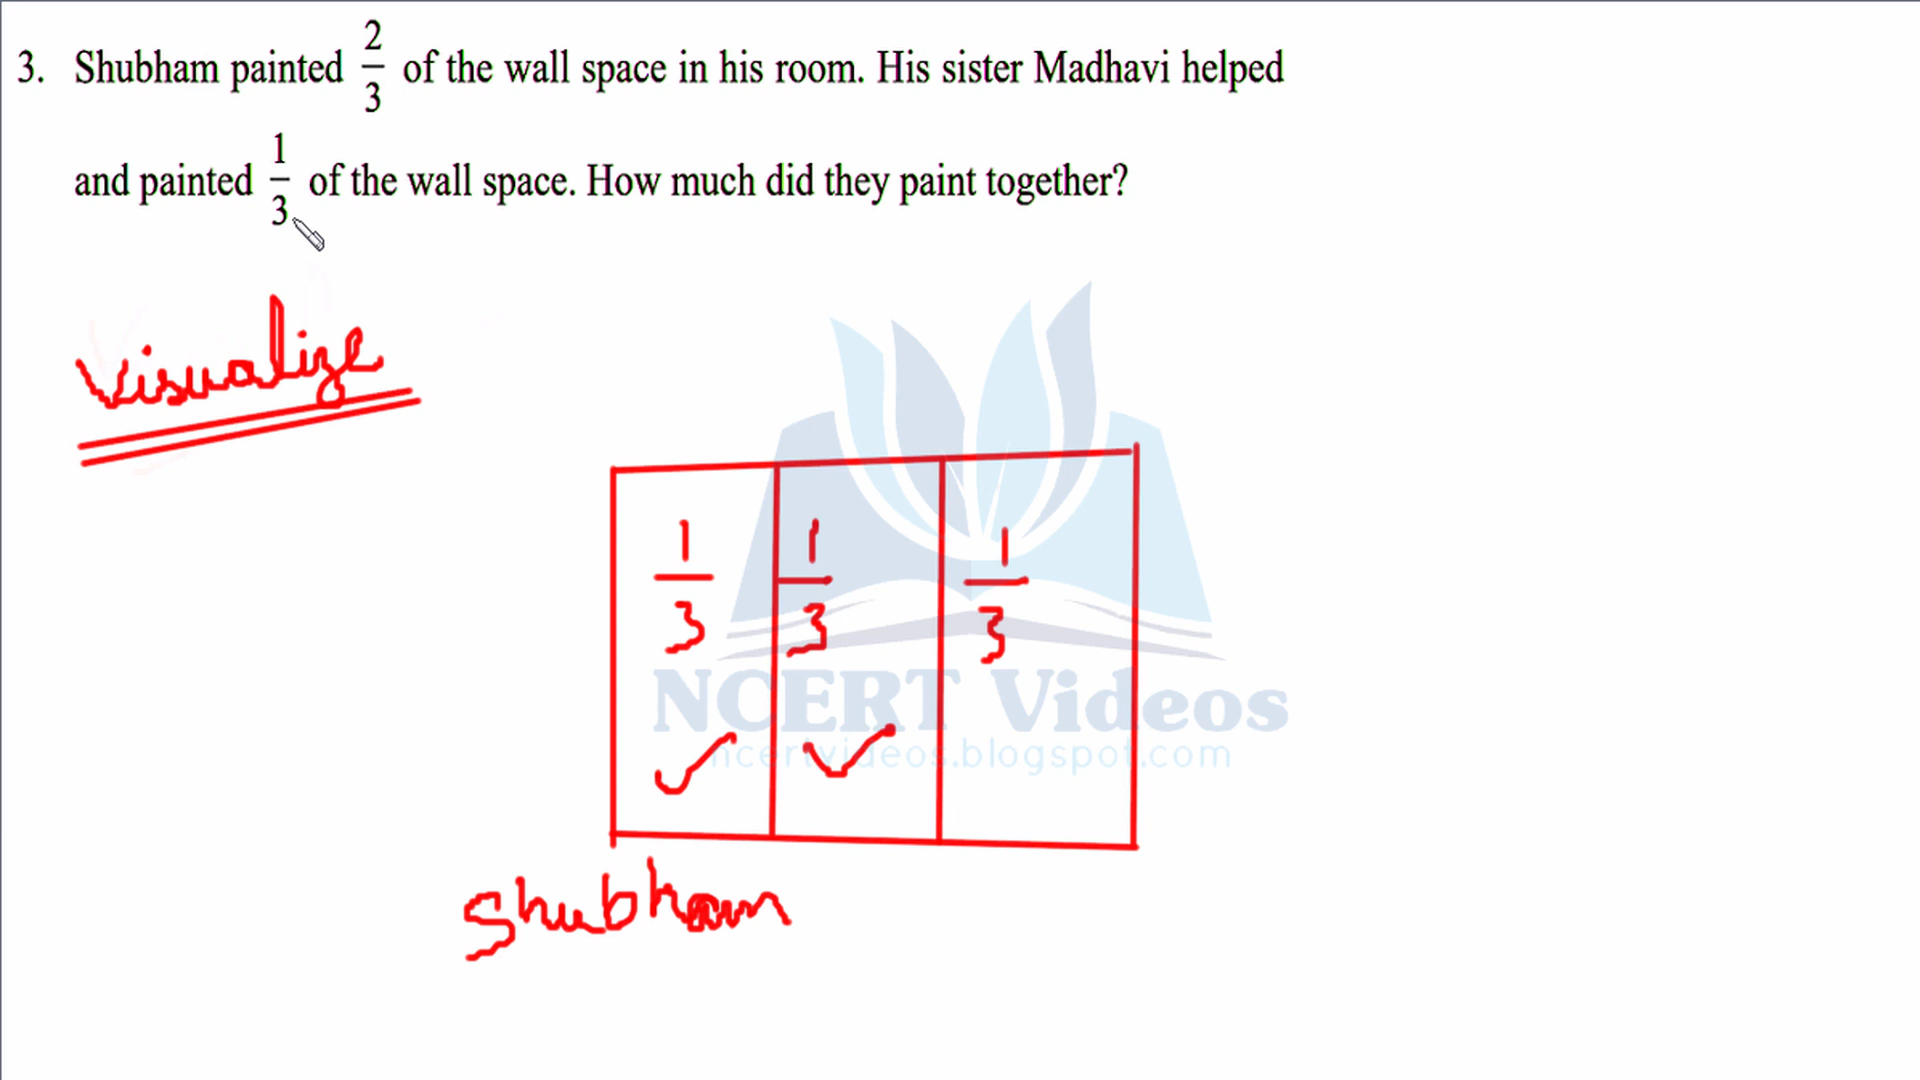 3. Shubham painted 2/3 of the wall space in his room. His sister Madhavi helped
and painted 1/3 of the wall space. How much did they paint together?
Visualize
1/3 1/3 1/3
NCERT Videos
ncertvideos.blogspot.com
Shubham